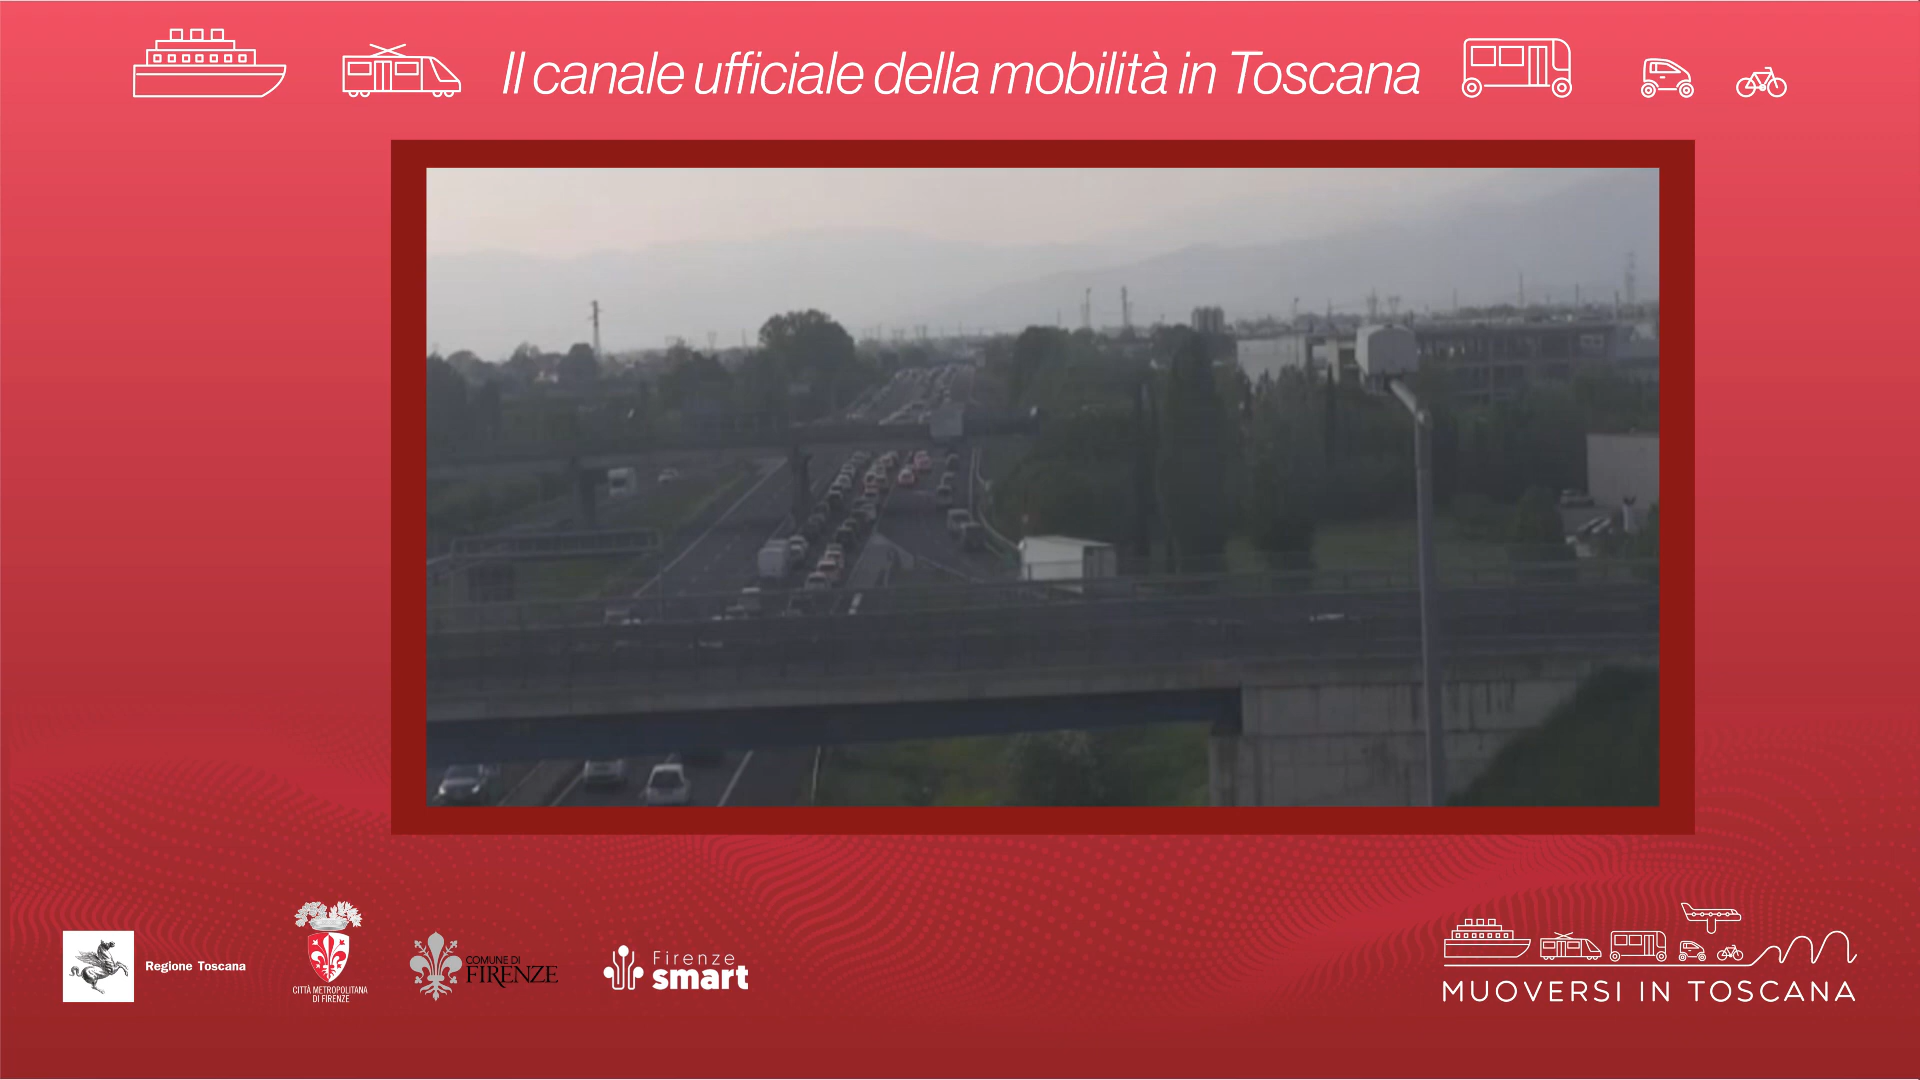 Il canale ufficiale della mobilità in Toscana
Regione Toscana
CITTÀ METROPOLITANA
DI FIRENZE
COMUNE DI
FIRENZE
Firenze
smart
MUOVERSI IN TOSCANA